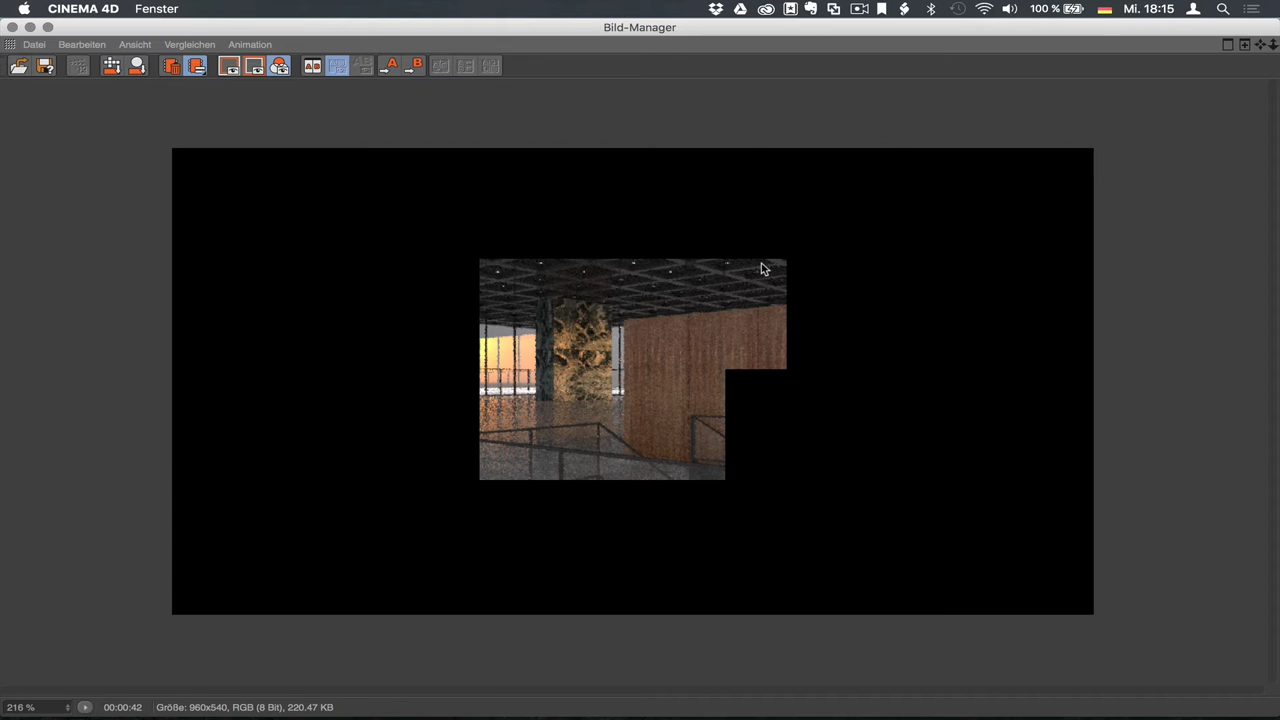 CINEMA 4D Fenster 100 % Mi. 18:15
Bild-Manager
Datei Bearbeiten Ansicht Vergleichen Animation
A B
216 % 00:00:42 Größe: 960x540, RGB (8 Bit), 220.47 KB